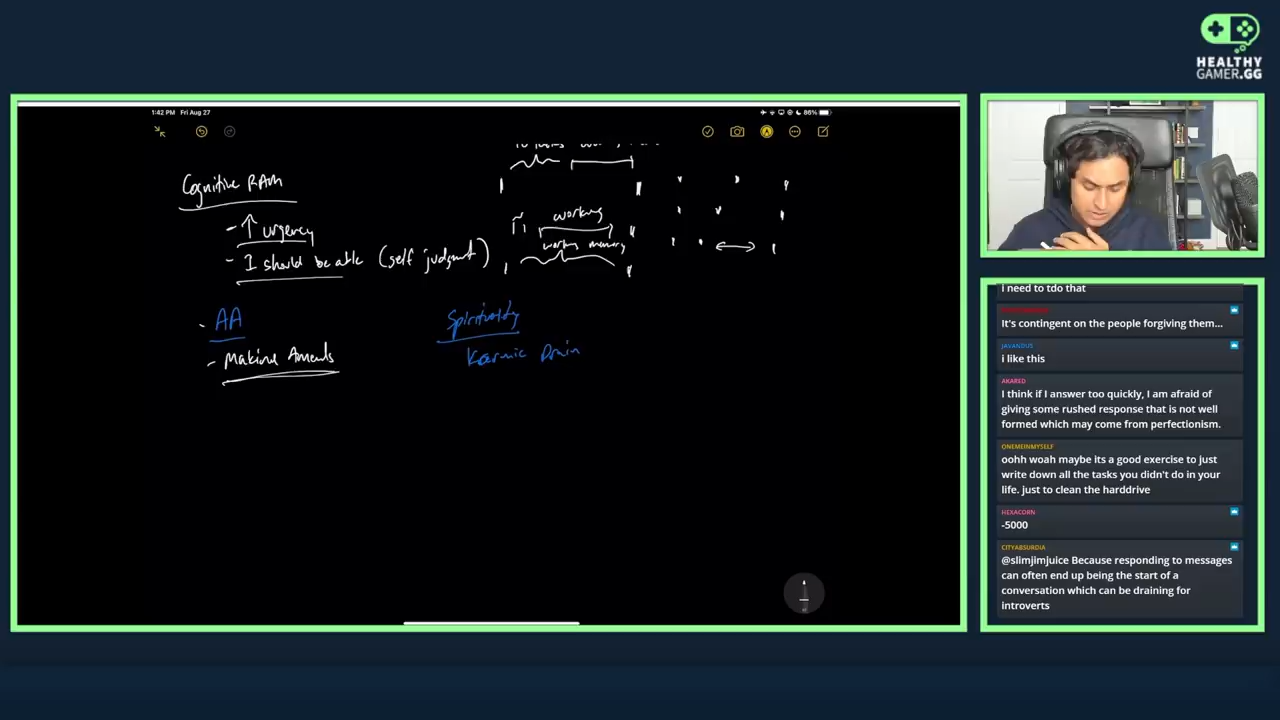 HEALTHY
GAMER.GG
1:42 PM Fri Aug 27
86%
Cognitive RAM
- ↑ urgency
- I should be able (self judgment)
working
working memory
- AA
- Making Amends
Spirituality
Karmic Drain
i need to tdo that
It's contingent on the people forgiving them...
JAVANDUS
i like this
AKARED
I think if I answer too quickly, I am afraid of
giving some rushed response that is not well
formed which may come from perfectionism.
ONEMEINMYSELF
oohh woah maybe its a good exercise to just
write down all the tasks you didn't do in your
life. just to clean the harddrive
HEXACORN
-5000
CITYABSURDIA
@slimjimjuice Because responding to messages
can often end up being the start of a
conversation which can be draining for
introverts